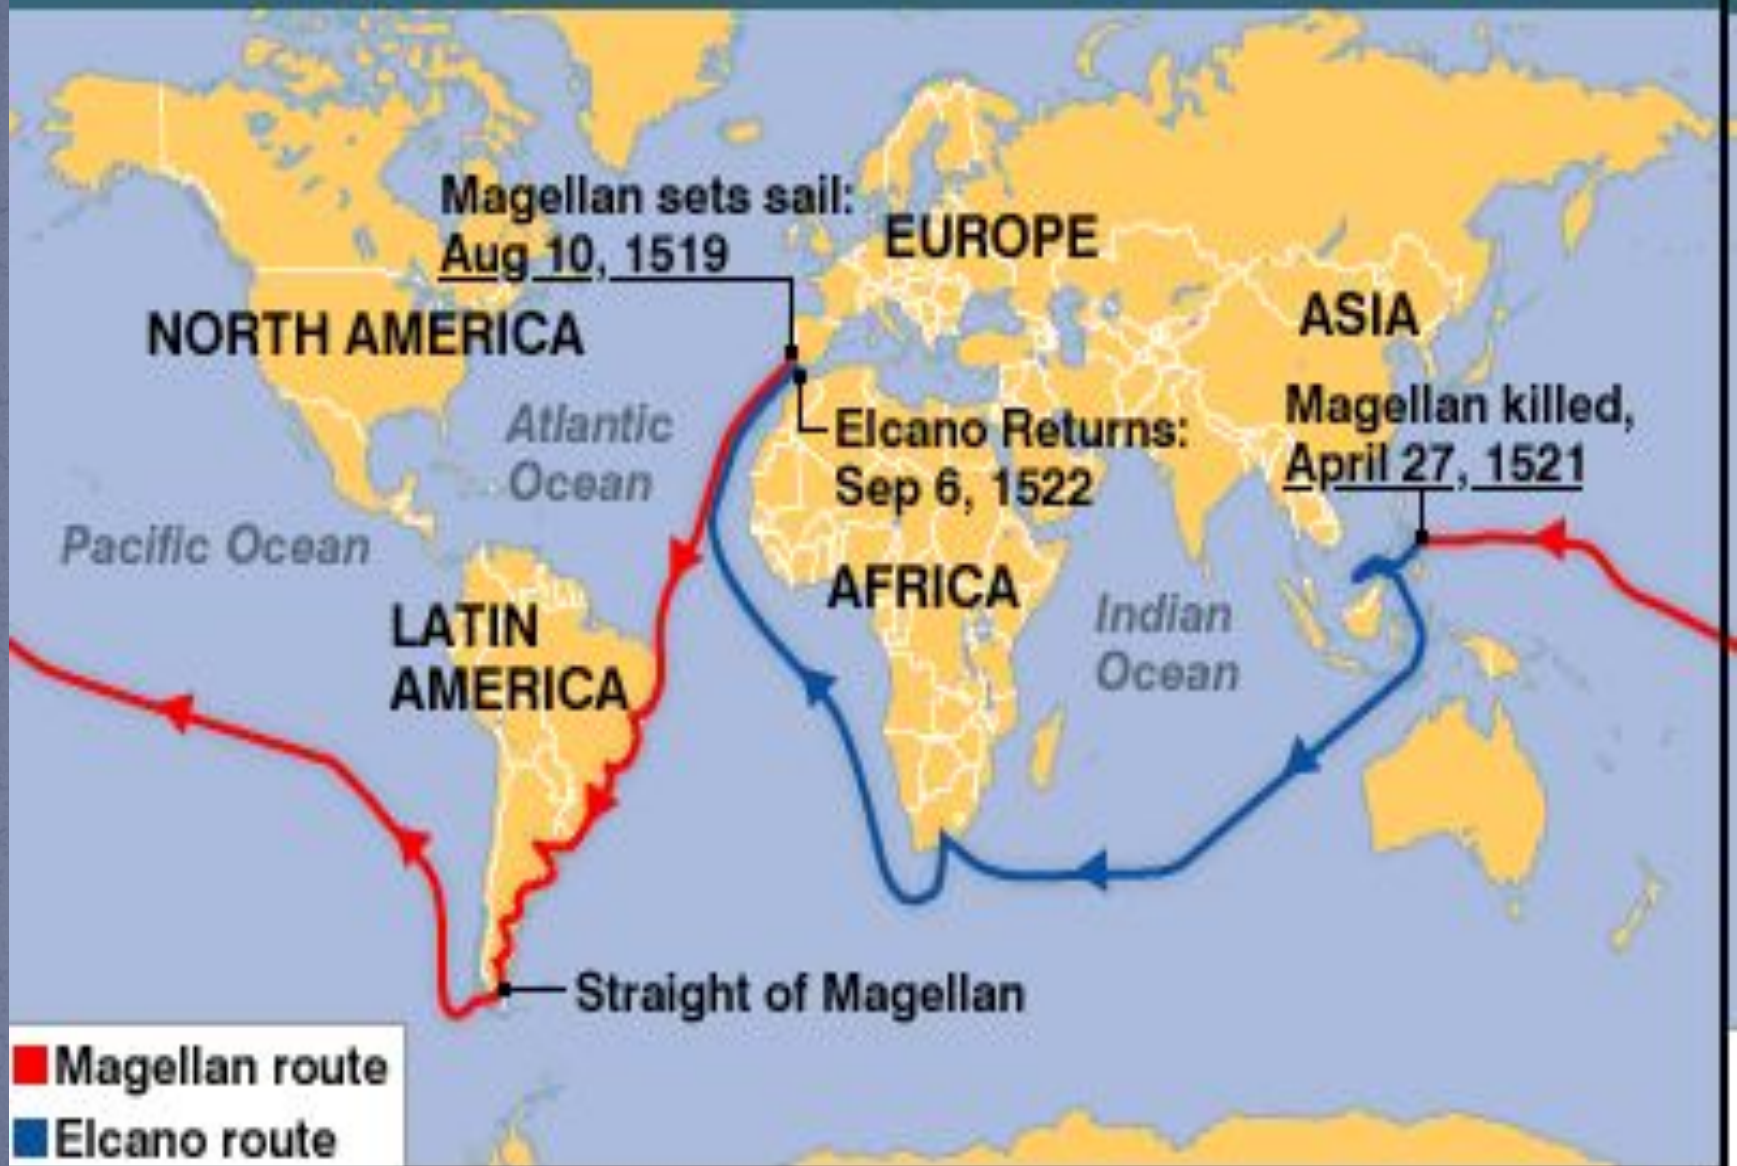 Magellan sets sail:
Aug 10, 1519
EUROPE
ASIA
NORTH AMERICA
Atlantic
Ocean
Magellan killed,
April 27, 1521
Elcano Returns:
Sep 6, 1522
Pacific Ocean
AFRICA
LATIN
AMERICA
Indian
Ocean
Straight of Magellan
Magellan route
Elcano route